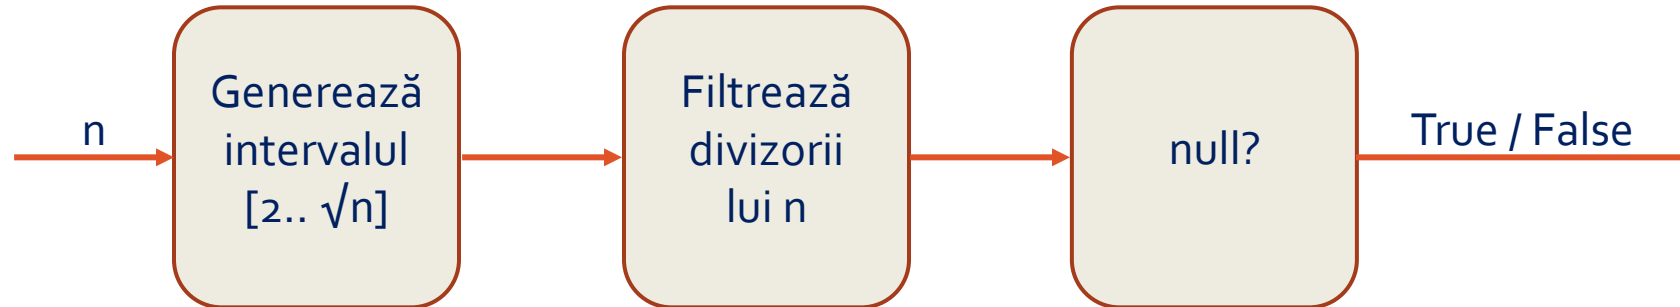 n
Generează
intervalul
[2.. √n]
Filtrează
divizorii
lui n
null?
True / False